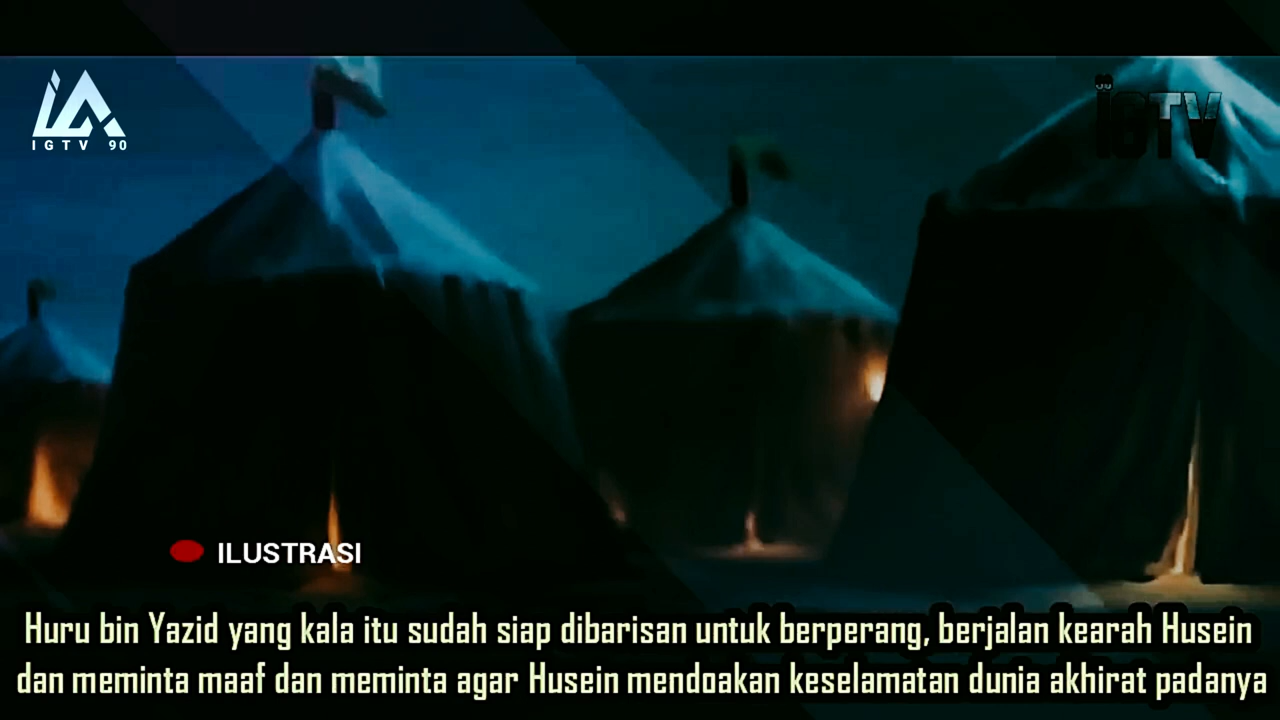 IA
IGTV 90
IGTV
ILUSTRASI
Huru bin Yazid yang kala itu sudah siap dibarisan untuk berperang, berjalan kearah Husein
dan meminta maaf dan meminta agar Husein mendoakan keselamatan dunia akhirat padanya